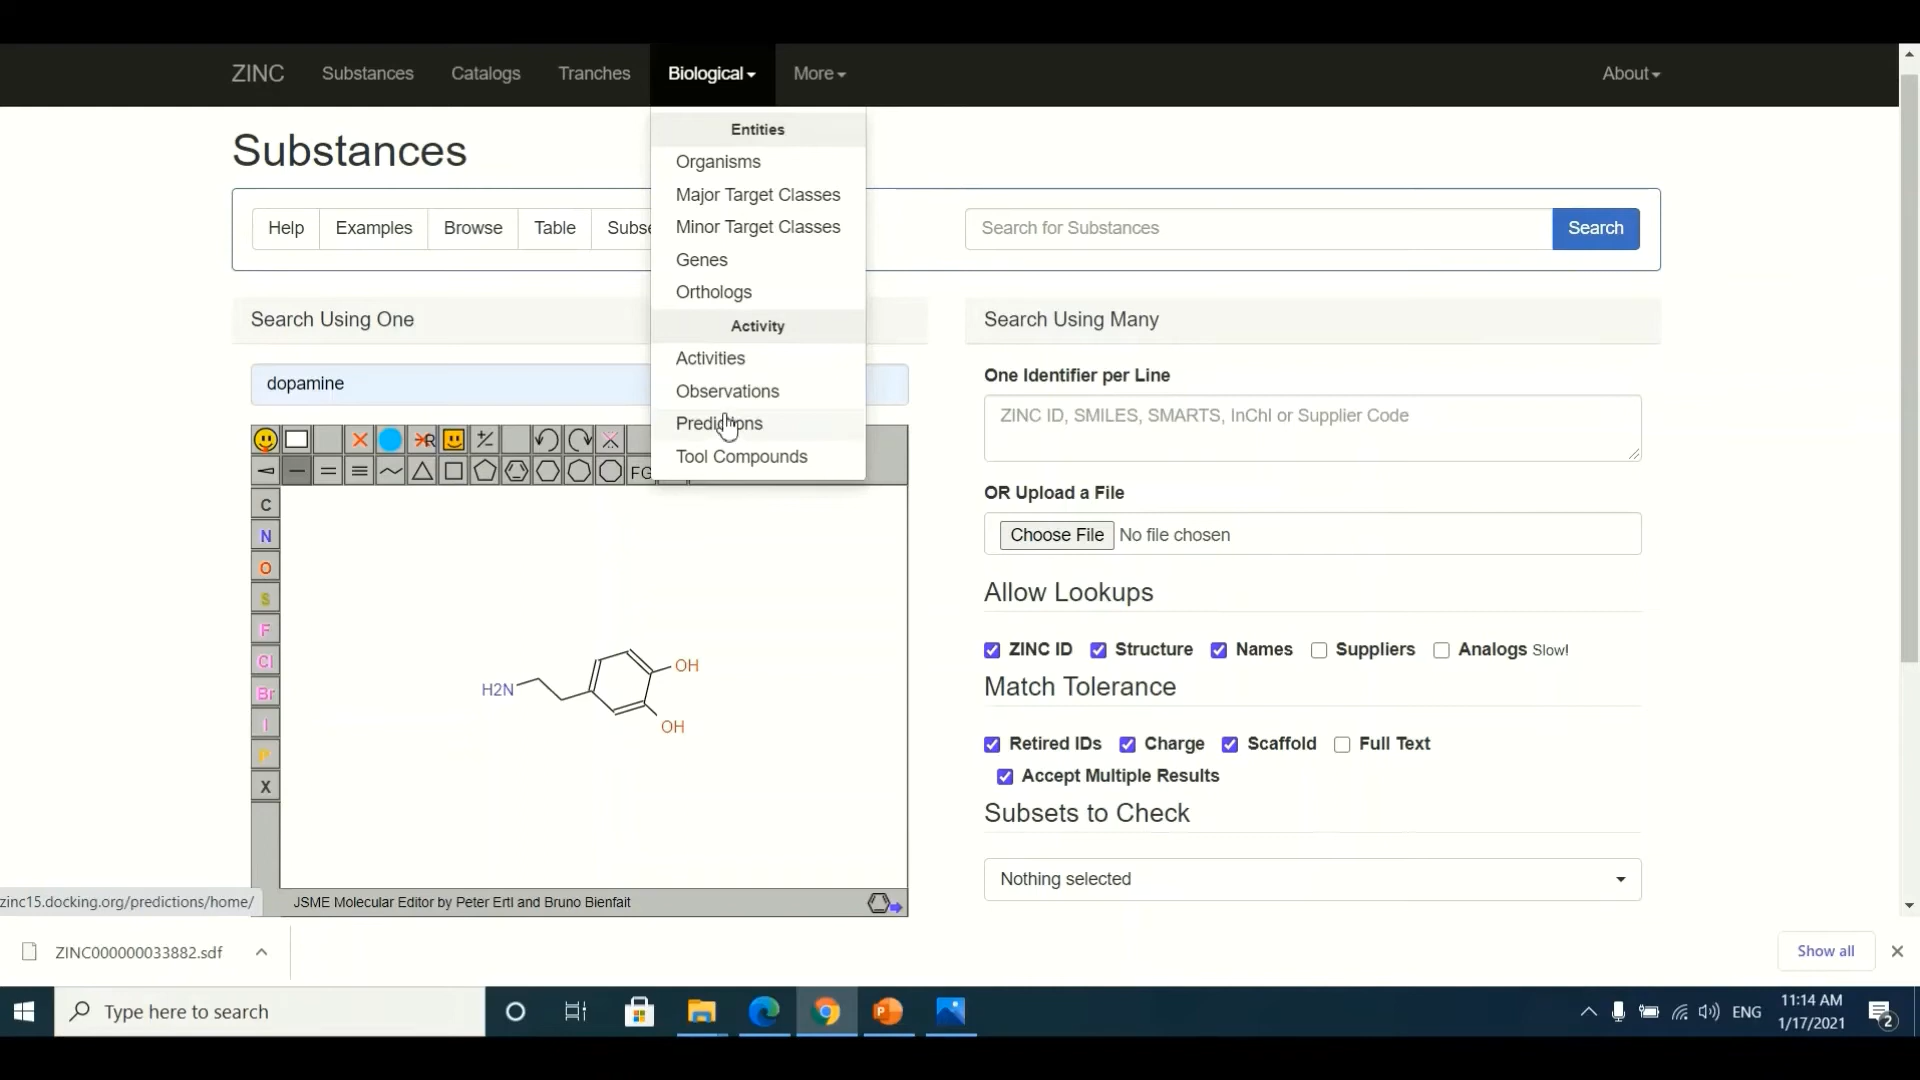 ZINC Substances Catalogs Tranches Biological More About
Entities
Organisms
Major Target Classes
Minor Target Classes
Genes
Orthologs
Activity
Activities
Observations
Tool Compounds
Substances
Help Examples Browse Table
Search for Substances Search
Search Using One
dopamine
R
FG
C
N
O
S
F
Cl
Br
I
P
X
H2N
OH
OH
JSME Molecular Editor by Peter Ertl and Bruno Bienfait
Search Using Many
One Identifier per Line
ZINC ID, SMILES, SMARTS, InChI or Supplier Code
OR Upload a File
Choose File No file chosen
Allow Lookups
ZINC ID Structure Names Suppliers Analogs Slow!
Match Tolerance
Retired IDs Charge Scaffold Full Text
Accept Multiple Results
Subsets to Check
Nothing selected
zinc15.docking.org/predictions/home/
ZINC000000033882.sdf Show all
Type here to search
ENG
11:14 AM
1/17/2021
2